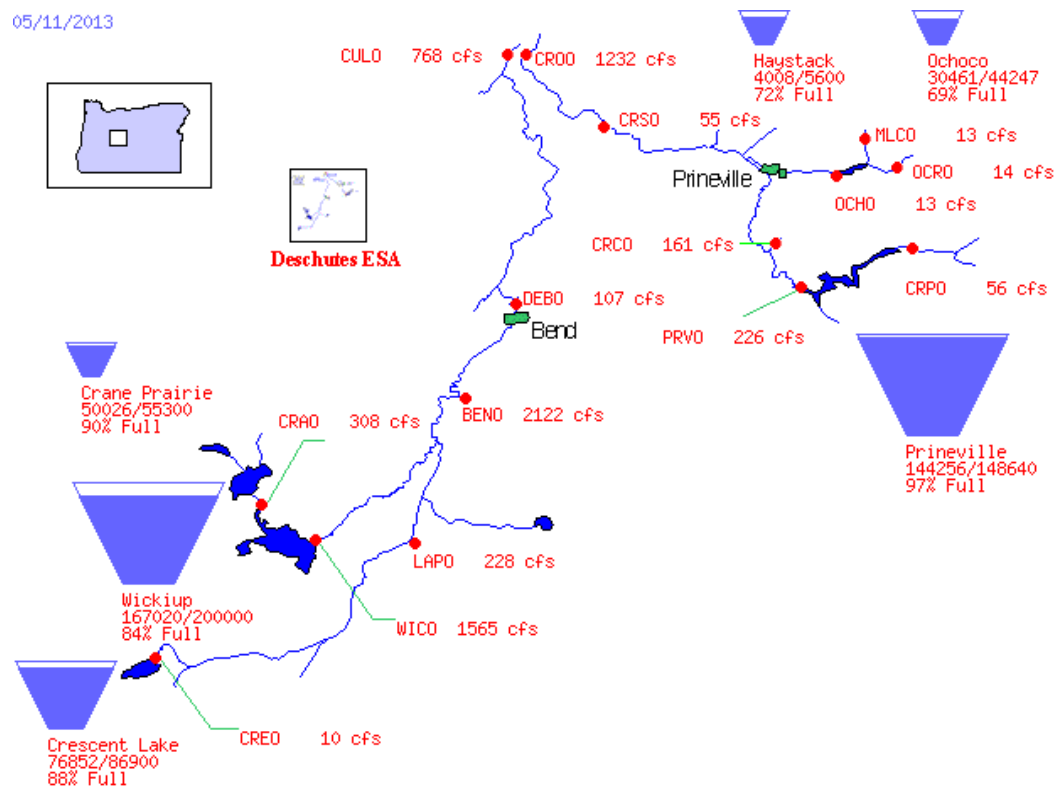 05/11/2013
CULO 768 cfs
CROO 1232 cfs
Haystack
4008/5600
72% Full
Ochoco
30461/44247
69% Full
CRSO 55 cfs
MLCO 13 cfs
OCRO 14 cfs
Prineville
OCHO 13 cfs
CRCO 161 cfs
Deschutes ESA
CRPO 56 cfs
DEBO 107 cfs
Bend
PRVO 226 cfs
Crane Prairie
50026/55300
90% Full
CRAO 308 cfs
BENO 2122 cfs
Prineville
144256/148640
97% Full
LAPO 228 cfs
Wickiup
167020/200000
84% Full
WICO 1565 cfs
CREO 10 cfs
Crescent Lake
76852/86900
88% Full